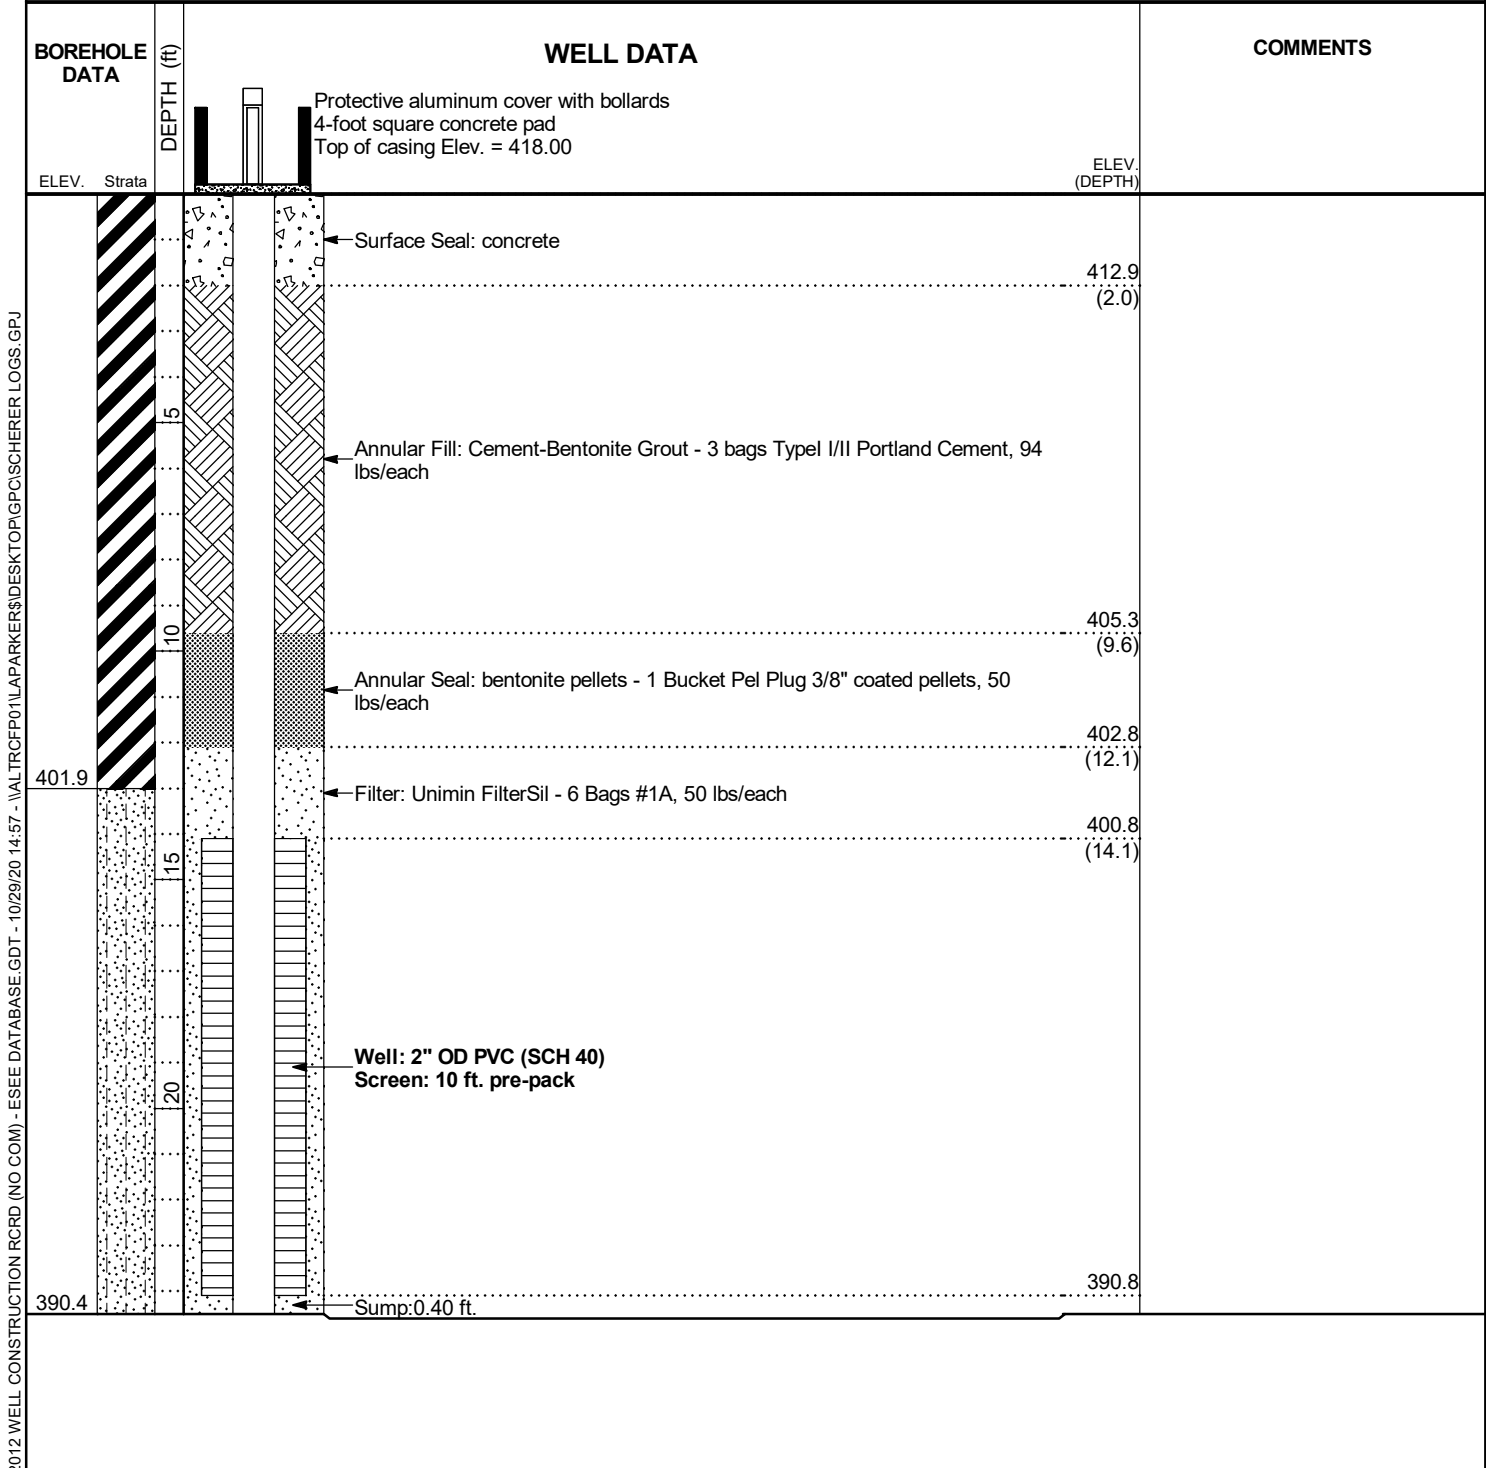 BOREHOLE
DATA
DEPTH (ft)
WELL DATA
COMMENTS
Protective aluminum cover with bollards
4-foot square concrete pad
Top of casing Elev. = 418.00
ELEV.
(DEPTH)
ELEV. Strata
Surface Seal: concrete
412.9
(2.0)
5
Annular Fill: Cement-Bentonite Grout - 3 bags TypeI I/II Portland Cement, 94
lbs/each
405.3
(9.6)
10
Annular Seal: bentonite pellets - 1 Bucket Pel Plug 3/8" coated pellets, 50
lbs/each
402.8
(12.1)
401.9
Filter: Unimin FilterSil - 6 Bags #1A, 50 lbs/each
400.8
(14.1)
15
Well: 2" OD PVC (SCH 40)
Screen: 10 ft. pre-pack
20
390.8
390.4
Sump:0.40 ft.
2012 WELL CONSTRUCTION RCRD (NO COM) - ESEE DATABASE.GDT - 10/29/20 14:57 - \\ALTRCFP01\LAPARKER$\DESKTOP\GPC\SCHERER LOGS.GPJ